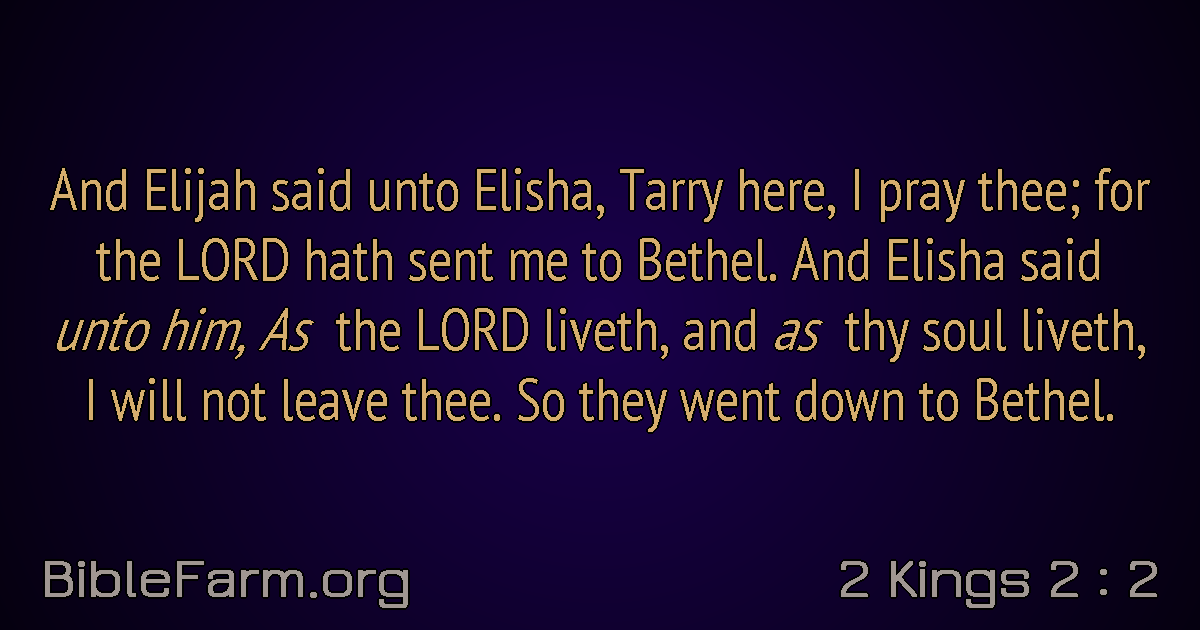 And Elijah said unto Elisha, Tarry here, I pray thee; for
the LORD hath sent me to Bethel. And Elisha said
unto him, As the LORD liveth, and as thy soul liveth,
I will not leave thee. So they went down to Bethel.
BibleFarm.org
2 Kings 2 : 2